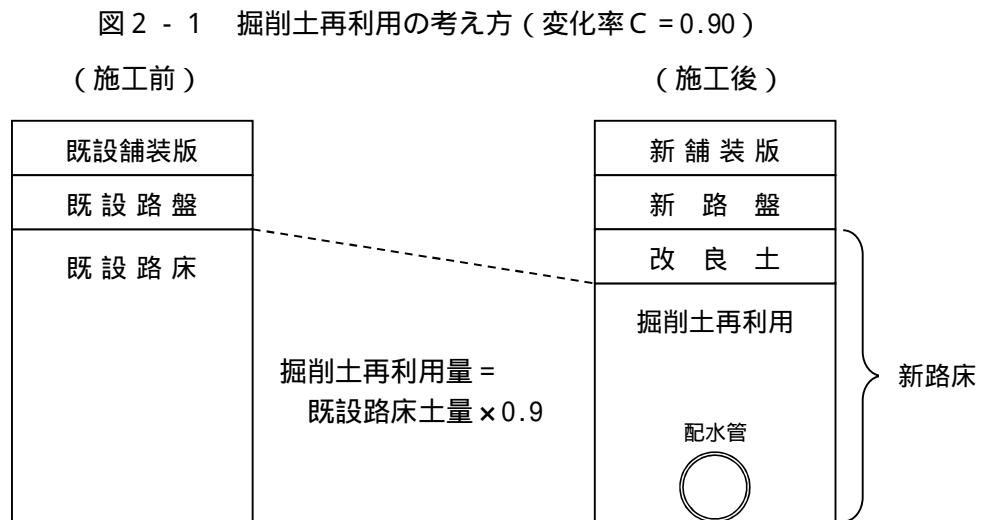 図2-1 掘削土再利用の考え方(変化率C=0.90)
(施工前)
(施工後)
既設舗装版
既設路盤
既設路床
掘削土再利用量=
既設路床土量×0.9
新舗装版
新路盤
改良土
掘削土再利用
配水管
新路床